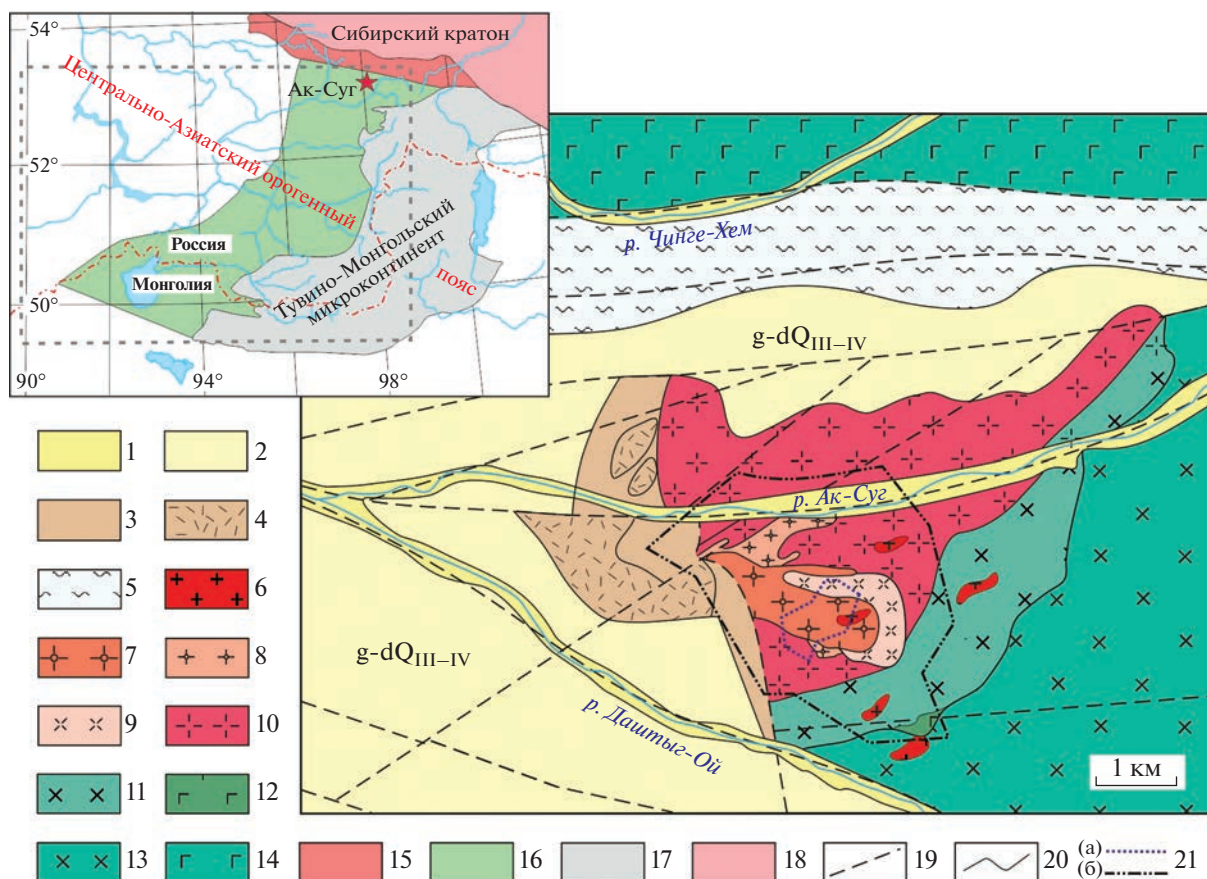 54°
52°
50°
90°
94
98
Сибирский кратон
Ак-Суг
Центрально-Азиатский орогенный
пояс
Россия
Монголия
Тувино-Монгольский
микроконтинент
р. Чинге-Хем
g-dQIII–IV
р. Ак-Суг
g-dQIII–IV
р. Даштыг-Ой
1 км
1 2
3 4
5 6
7 8
9 10
11 12
13 14 15 16 17 18 19 20 (а) (б) 21